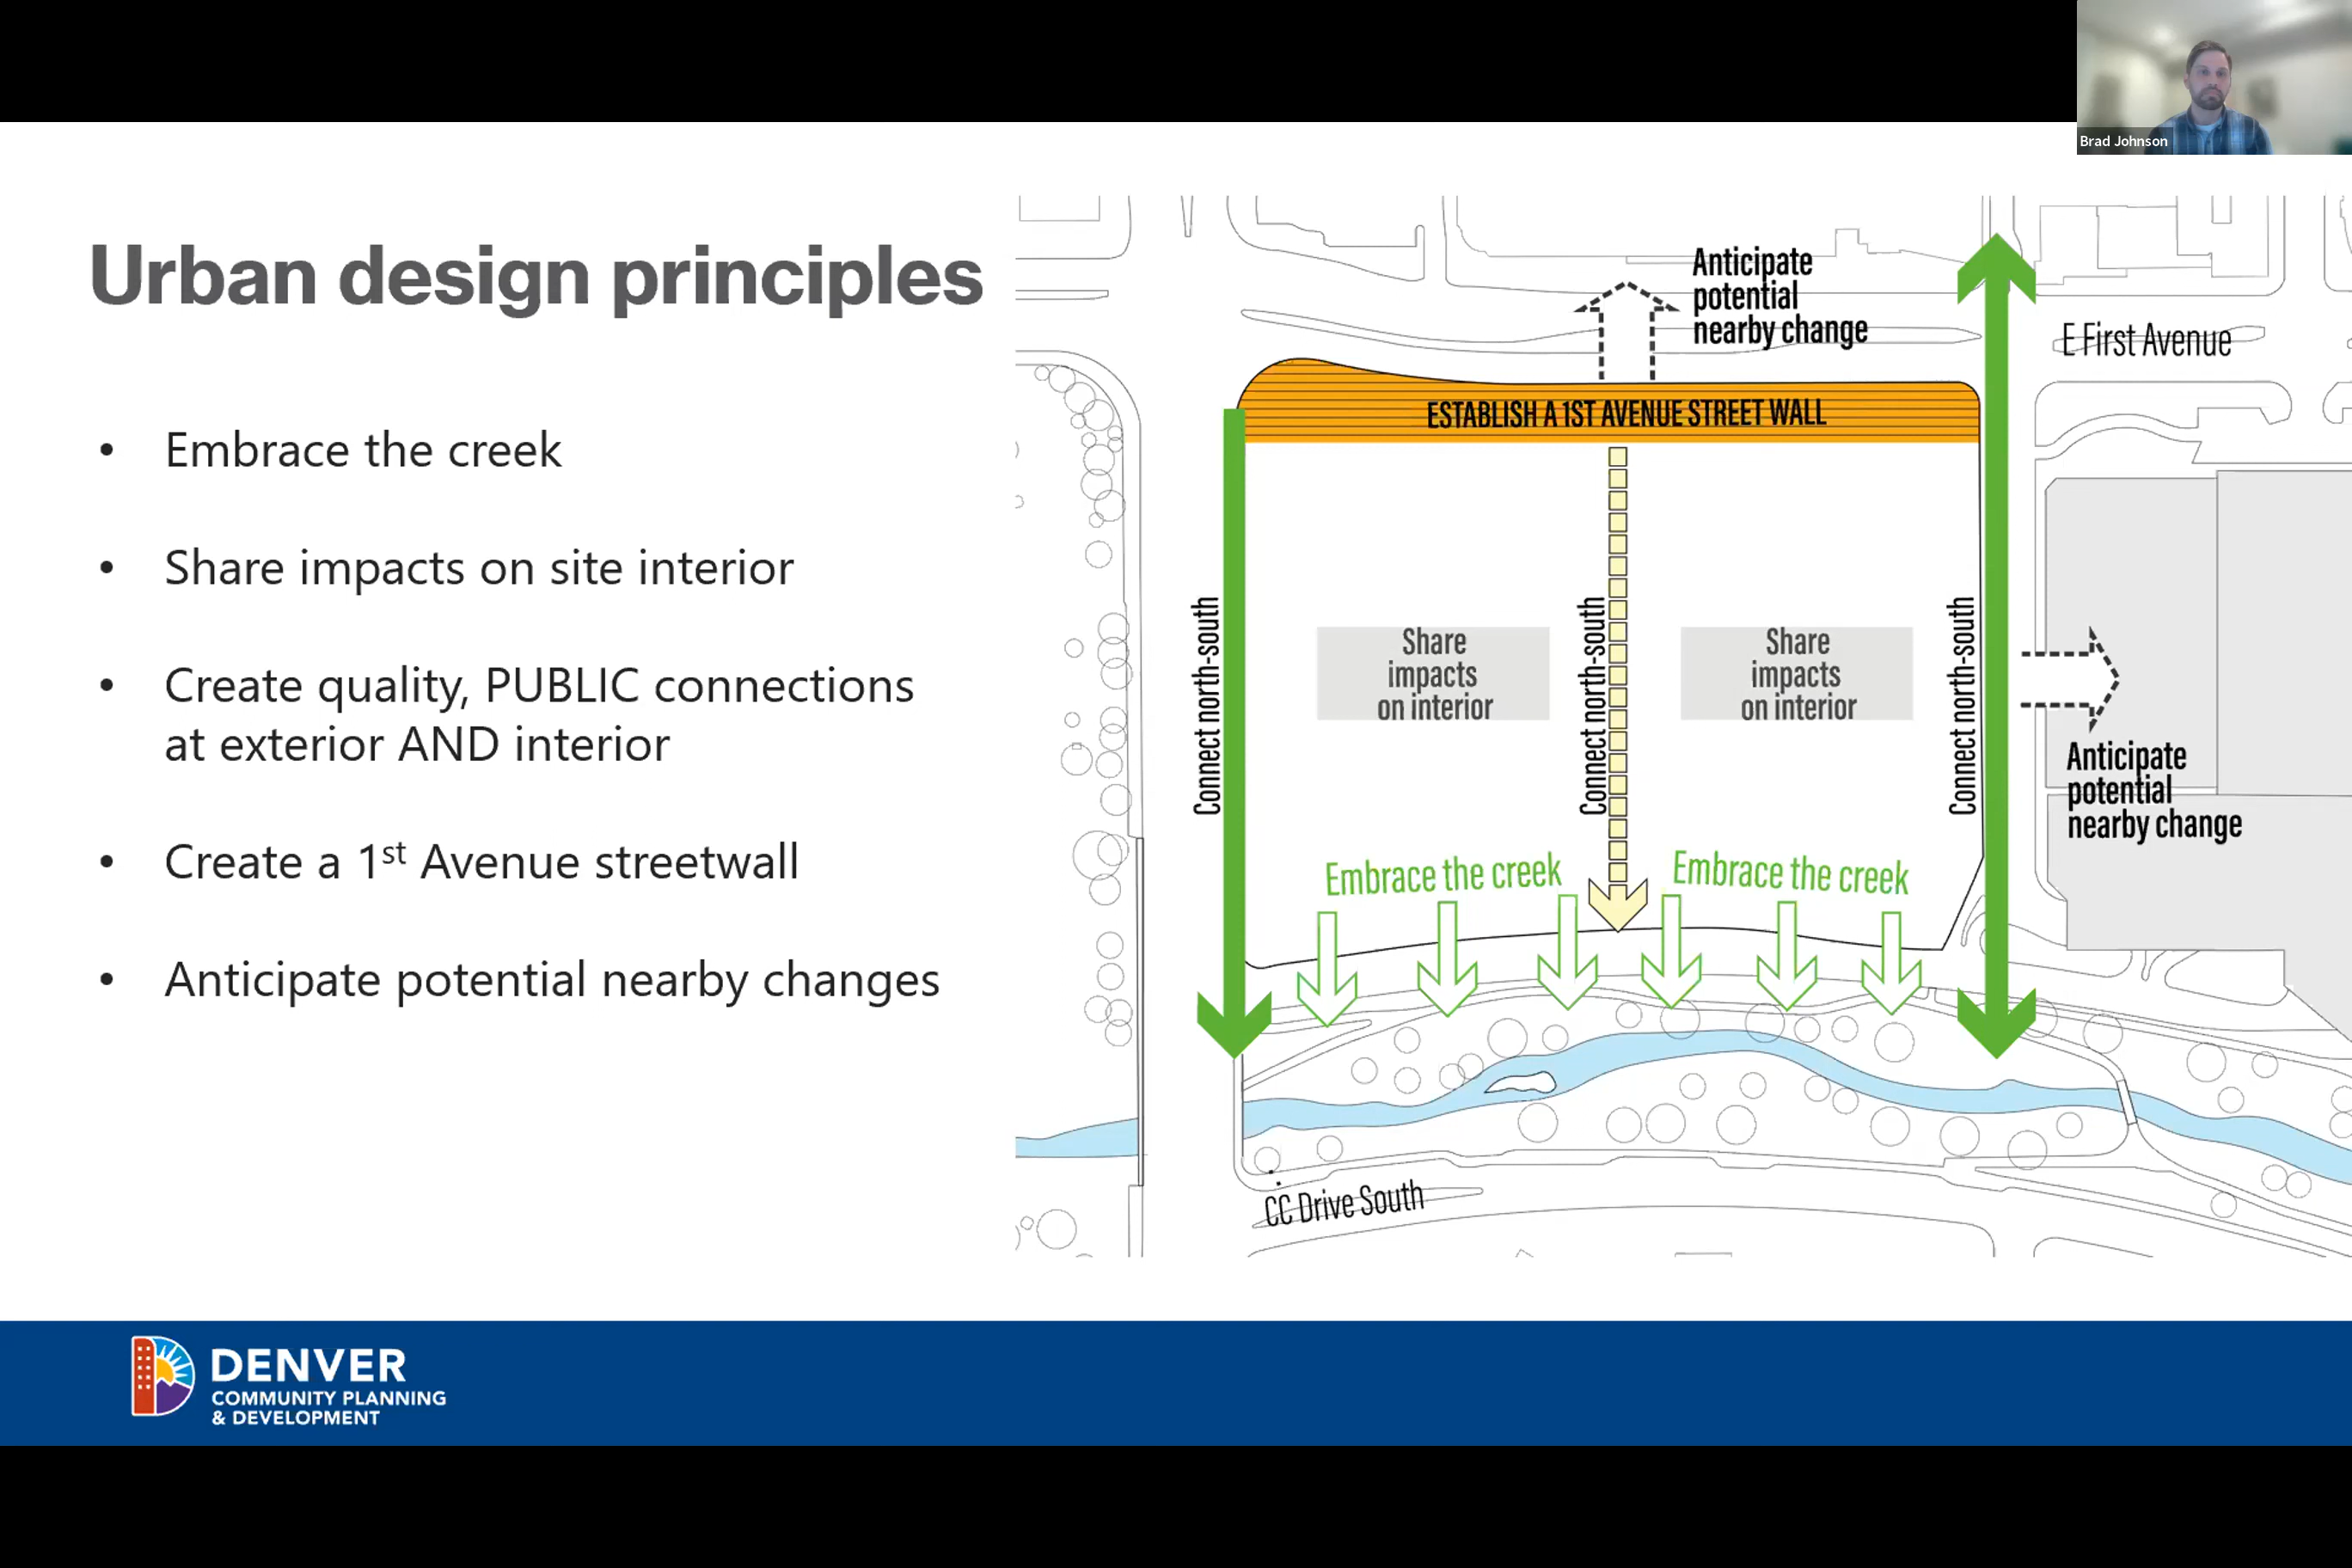 Brad Johnson
Urban design principles
• Embrace the creek
• Share impacts on site interior
• Create quality, PUBLIC connections
at exterior AND interior
• Create a 1st Avenue streetwall
• Anticipate potential nearby changes
Anticipate
potential
nearby change
E First Avenue
ESTABLISH A 1ST AVENUE STREET WALL
Connect north-south
Share
impacts
on interior
Connect north-south
Share
impacts
on interior
Connect north-south
Anticipate
potential
nearby change
Embrace the creek
Embrace the creek
CC Drive South
DENVER
COMMUNITY PLANNING
& DEVELOPMENT